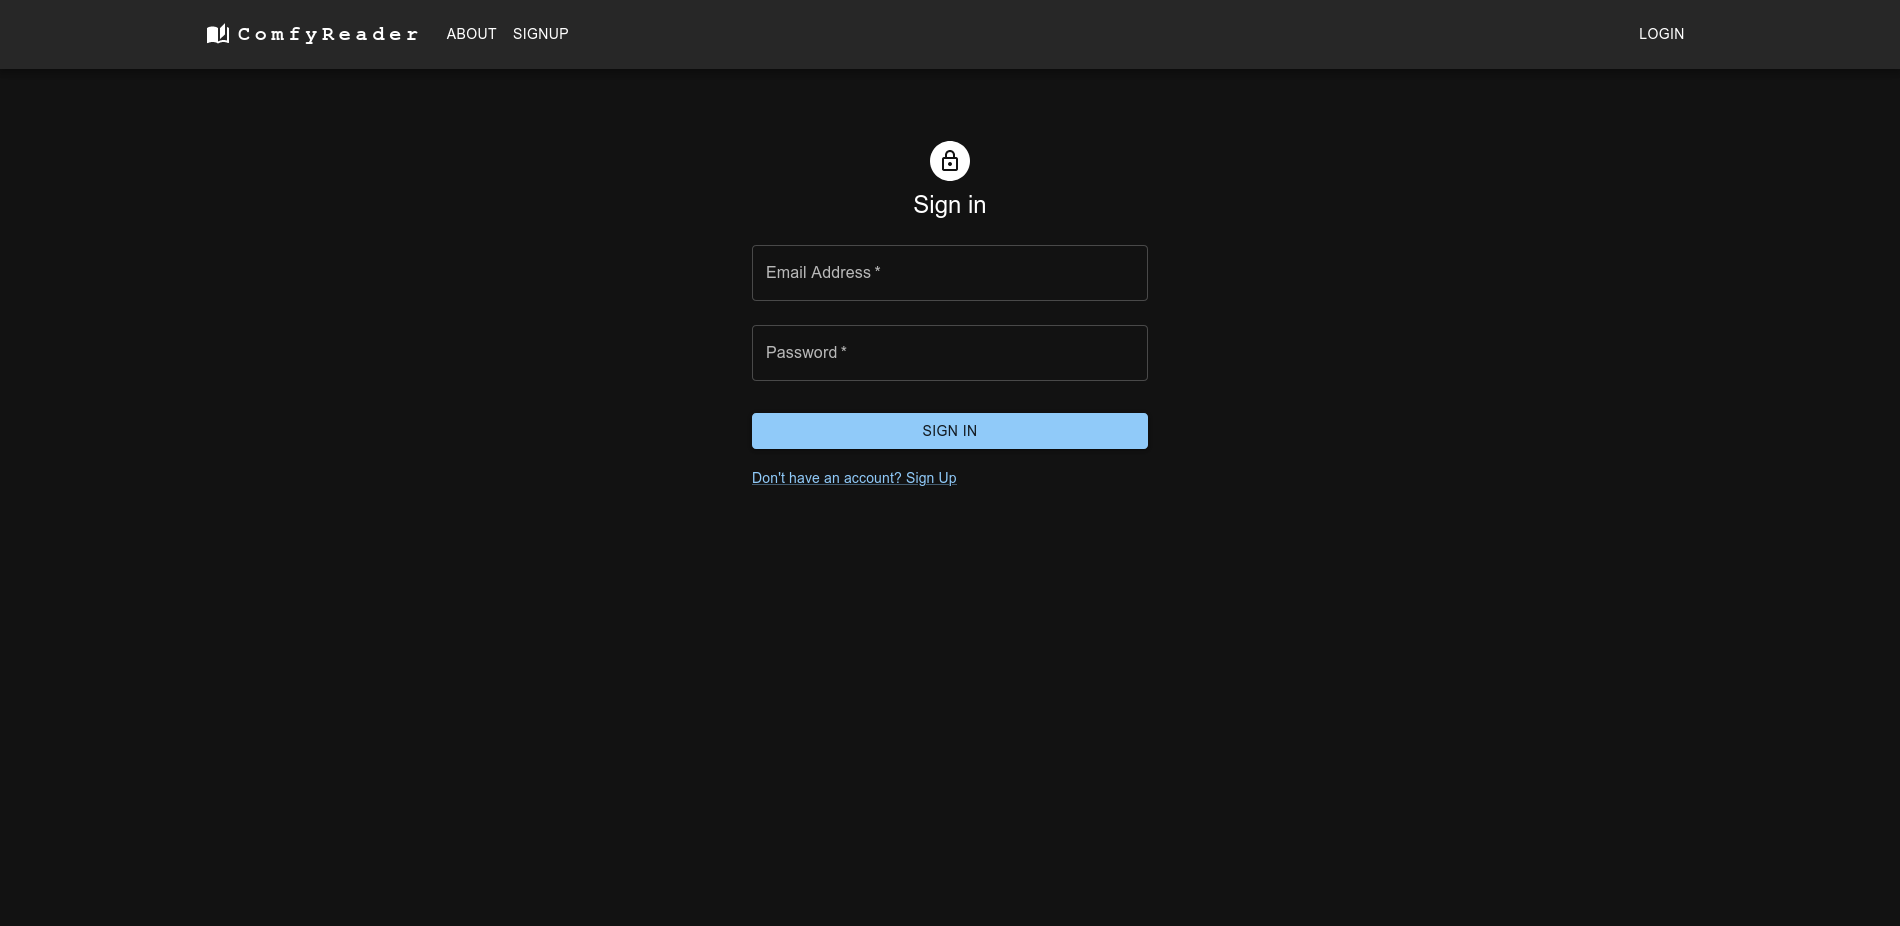 ComfyReader ABOUT SIGNUP LOGIN
Sign in
Email Address *
Password *
SIGN IN
Don't have an account? Sign Up